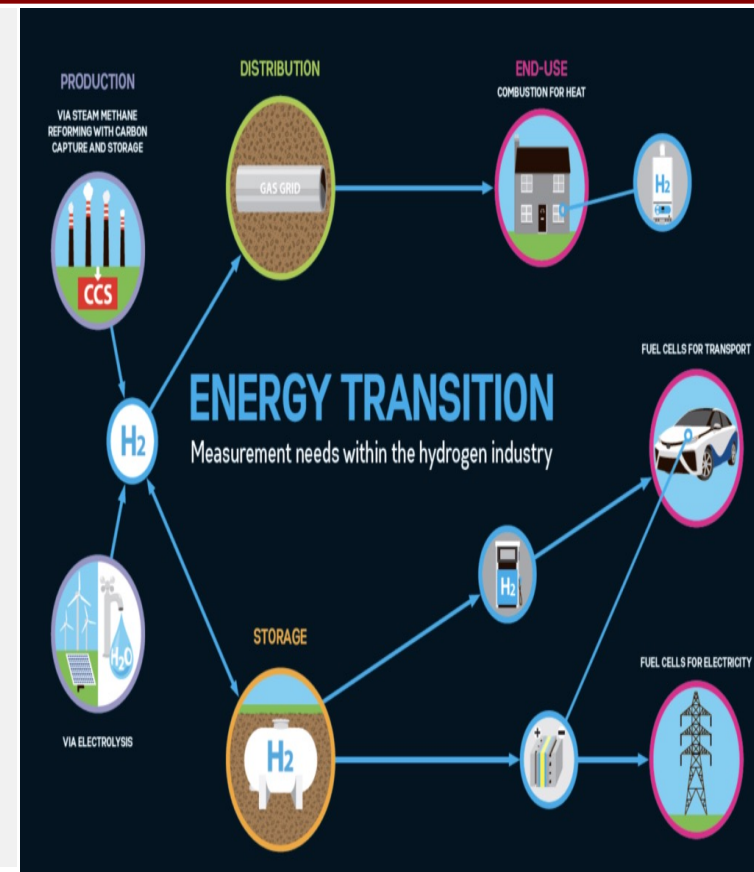 PRODUCTION
VIA STEAM METHANE
REFORMING WITH CARBON
CAPTURE AND STORAGE
CCS
DISTRIBUTION
GAS GRID
END-USE
COMBUSTION FOR HEAT
H2
ENERGY TRANSITION
Measurement needs within the hydrogen industry
H2
FUEL CELLS FOR TRANSPORT
H2O
VIA ELECTROLYSIS
STORAGE
H2
H2
+ -
FUEL CELLS FOR ELECTRICITY